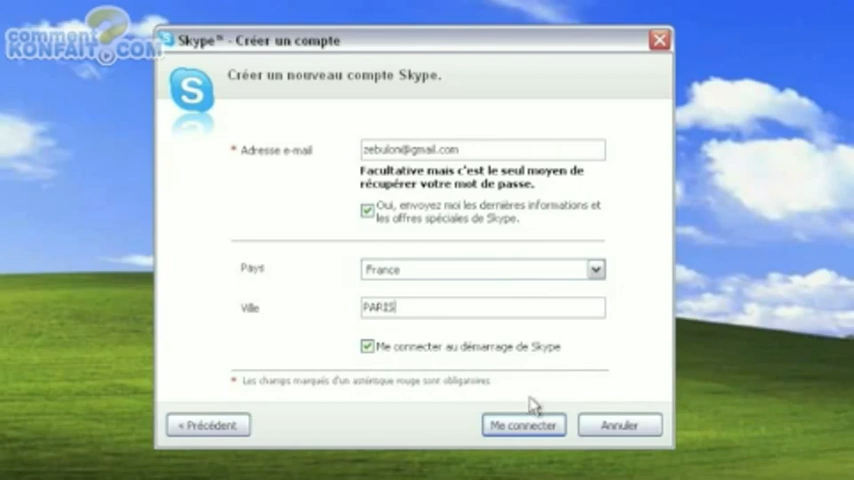 comment
KONFAIT?.COM
Skype™ - Créer un compte
S
Créer un nouveau compte Skype.
* Adresse e-mail
zebulon@gmail.com
Facultative mais c'est le seul moyen de
récupérer votre mot de passe.
Oui, envoyez moi les dernières informations et
les offres spéciales de Skype.
Pays
France
Ville
PARIS
Me connecter au démarrage de Skype
* Les champs marqués d'un astérisque rouge sont obligatoires
< Précédent
Me connecter
Annuler